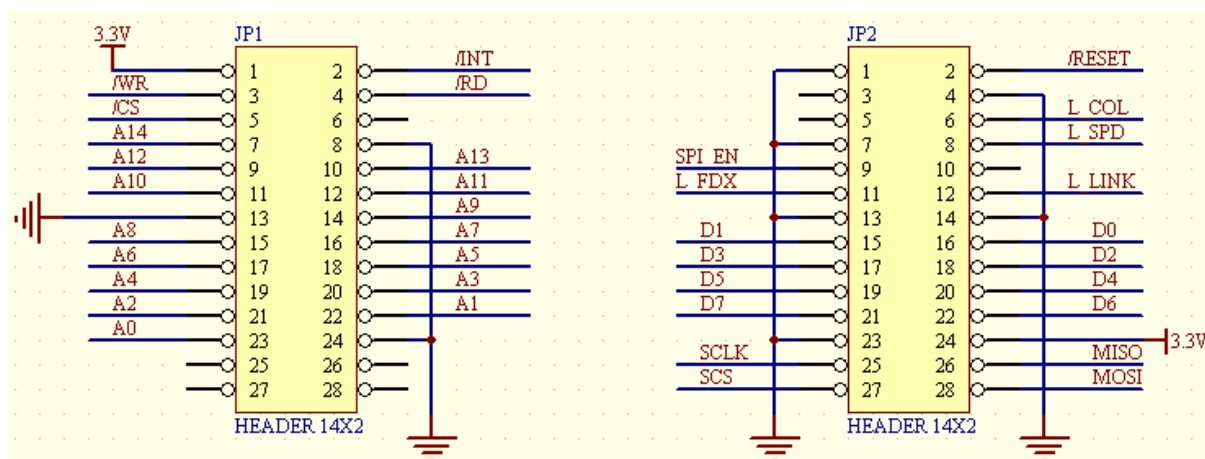 3.3V JP1 JP2
1 2 /INT 1 2 /RESET
/WR 3 4 /RD 3 4
/CS 5 6 5 6 L_COL
A14 7 8 7 8 L_SPD
A12 9 10 A13 SPI_EN 9 10
A10 11 12 A11 L_FDX 11 12 L_LINK
13 14 A9 13 14
A8 15 16 A7 D1 15 16 D0
A6 17 18 A5 D3 17 18 D2
A4 19 20 A3 D5 19 20 D4
A2 21 22 A1 D7 21 22 D6
A0 23 24 23 24 3.3V
25 26 SCLK 25 26 MISO
27 28 SCS 27 28 MOSI
HEADER 14X2 HEADER 14X2